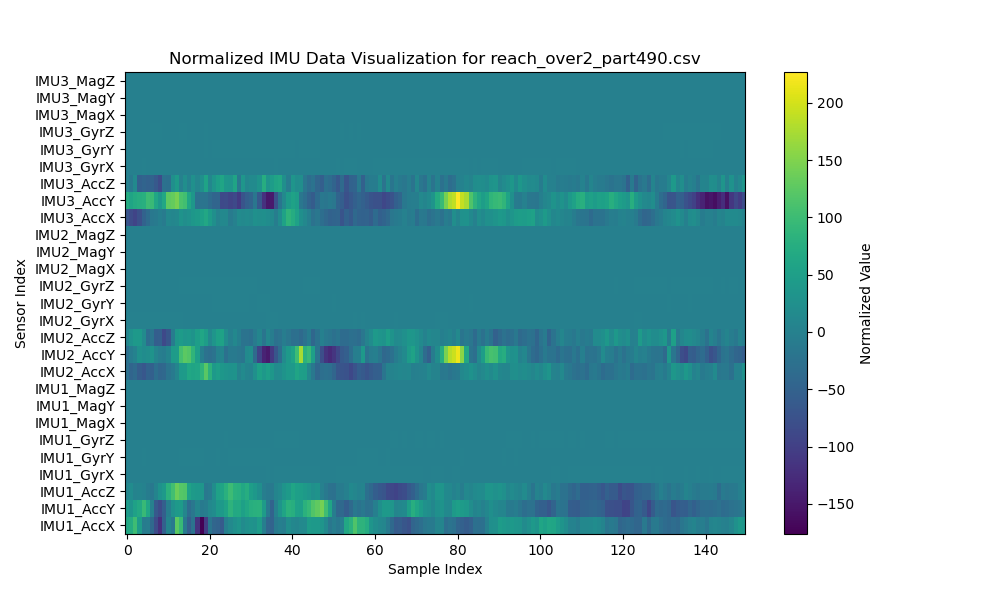 Normalized IMU Data Visualization for reach_over2_part490.csv
IMU3_MagZ
IMU3_MagY
IMU3_MagX
IMU3_GyrZ
IMU3_GyrY
IMU3_GyrX
IMU3_AccZ
IMU3_AccY
IMU3_AccX
IMU2_MagZ
IMU2_MagY
IMU2_MagX
IMU2_GyrZ
IMU2_GyrY
IMU2_GyrX
IMU2_AccZ
IMU2_AccY
IMU2_AccX
IMU1_MagZ
IMU1_MagY
IMU1_MagX
IMU1_GyrZ
IMU1_GyrY
IMU1_GyrX
IMU1_AccZ
IMU1_AccY
IMU1_AccX
Sensor Index
0 20 40 60 80 100 120 140
Sample Index
200
150
100
50
0
−50
−100
−150
Normalized Value